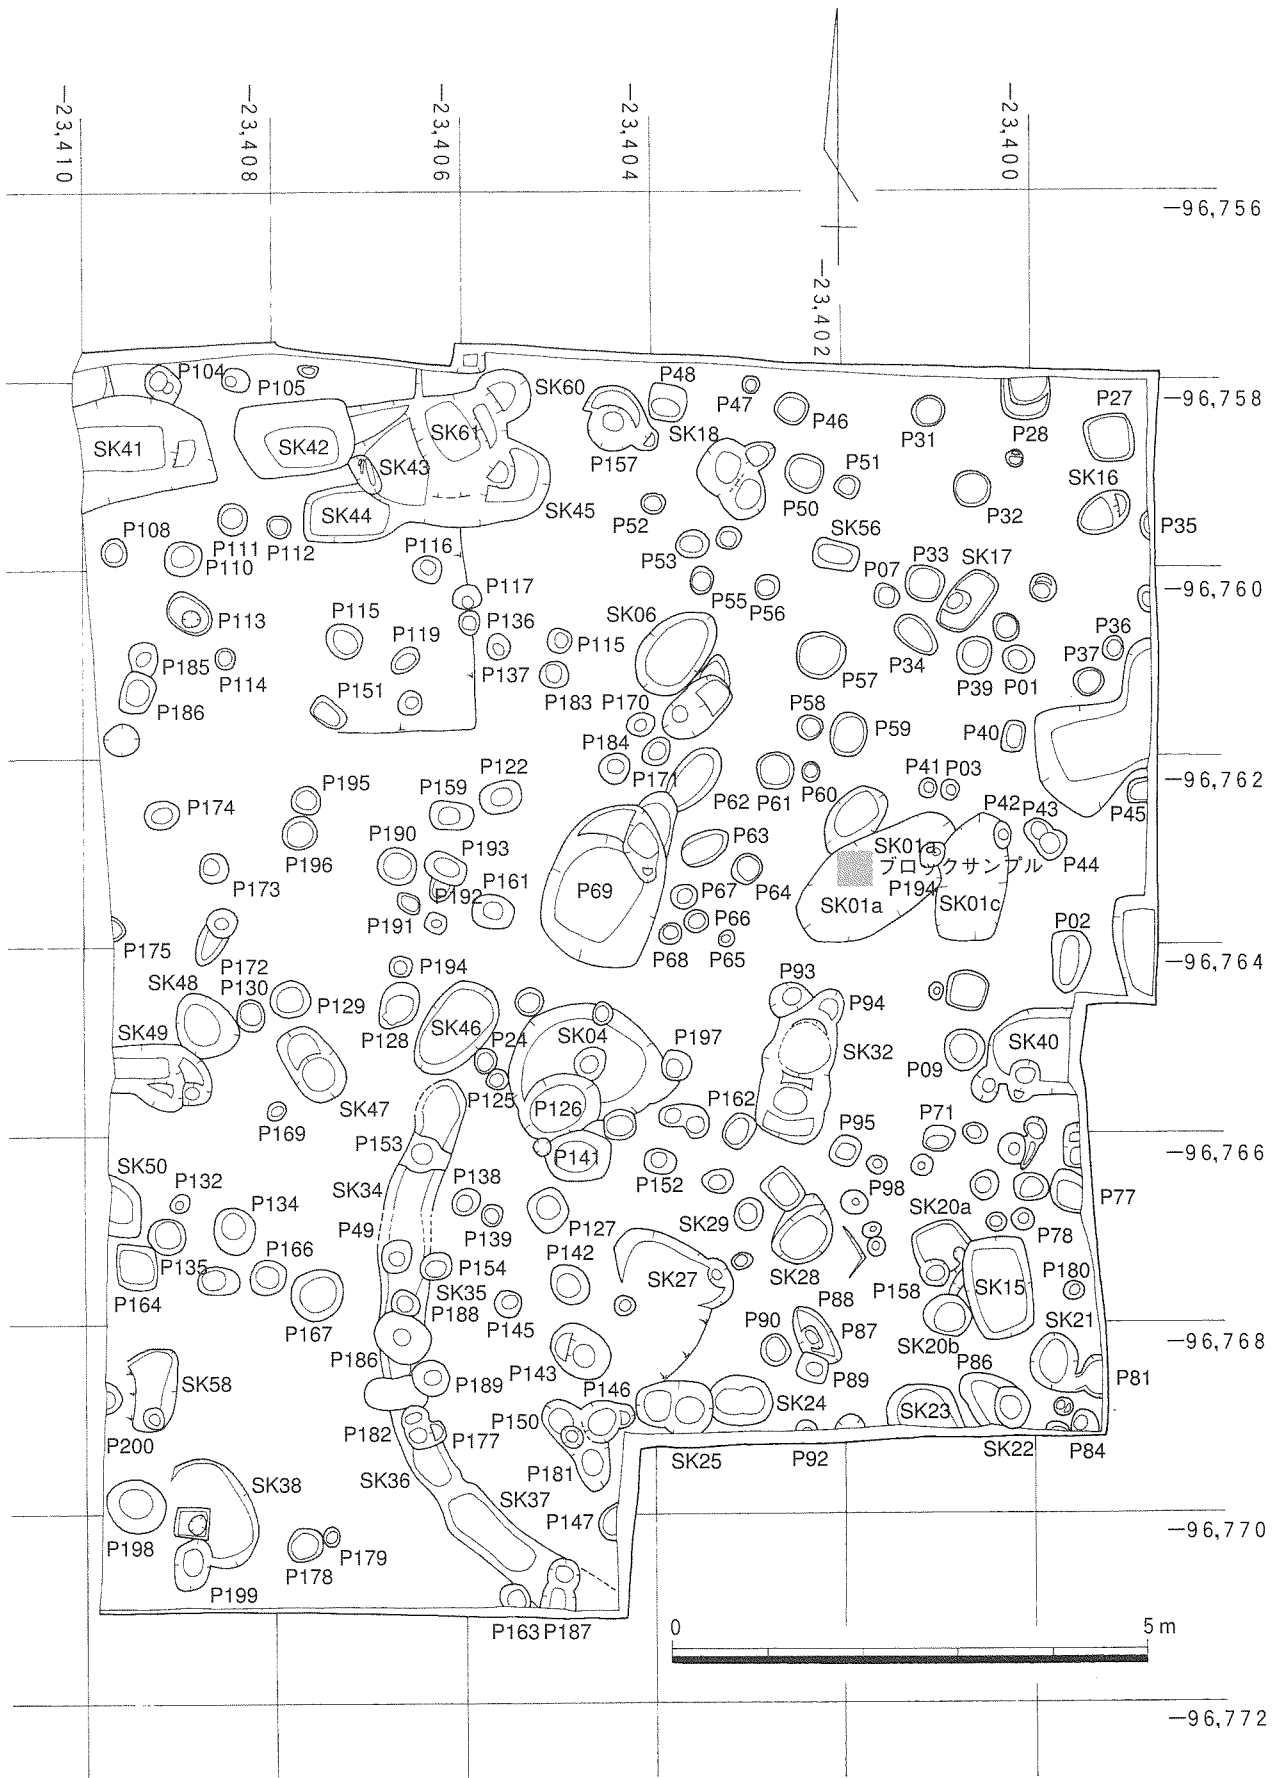 −23,410
−23,408
−23,406
−23,404
−23,402
−23,400
−96,756
P104
P105
SK60
P48
P47
P46
P31
P28
P27
−96,758
SK41
SK42
SK61
SK43
SK18
P157
P51
P50
SK16
SK44
SK45
P52
P32
P35
P108
P111
P112
P110
P116
P53
SK56
P33
SK17
P07
−96,760
P117
P55
P56
P113
P115
P119
P136
P115
SK06
P34
P36
P185
P114
P137
P57
P39
P01
P37
P186
P151
P183
P170
P58
P59
P40
P184
P171
P195
P159
P122
P62
P61
P60
P41
P03
−96,762
P174
P42
P43
P45
P196
P190
P193
P63
SK01a
P44
ブロックサンプル
P173
P192
P161
P69
P67
P64
P194
SK01a
SK01c
P191
P66
P02
P175
P68
P65
P172
P194
−96,764
SK48
P130
P129
P93
P94
SK49
P128
SK46
P24
SK04
P197
SK32
P09
SK40
P125
P126
P162
SK47
P71
P169
P95
P153
P141
−96,766
SK50
P132
P134
SK34
P138
P152
P98
P77
P49
P139
P127
SK29
SK20a
P78
P135
P166
P154
P142
SK27
SK28
P158
SK15
P180
P164
SK35
P188
P88
P167
P145
P90
P87
SK20b
SK21
P186
−96,768
P143
P89
P86
SK58
P189
P146
SK24
P81
P200
P182
P177
P150
SK23
SK22
P84
SK36
P181
SK25
P92
SK38
SK37
P147
−96,770
P198
P178
P179
P199
P163
P187
0
5m
−96,772